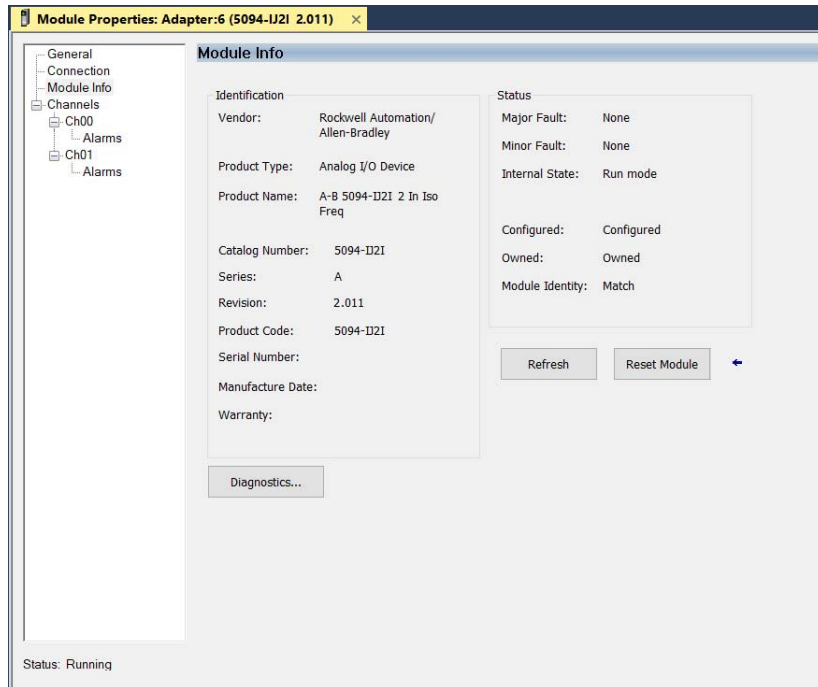 Module Properties: Adapter:6 (5094-IJ2I 2.011) ×
General
Connection
Module Info
Channels
Ch00
Alarms
Ch01
Alarms
Module Info
Identification
Vendor: Rockwell Automation/
Allen-Bradley
Product Type: Analog I/O Device
Product Name: A-B 5094-IJ2I 2 In Iso
Freq
Catalog Number: 5094-IJ2I
Series: A
Revision: 2.011
Product Code: 5094-IJ2I
Serial Number:
Manufacture Date:
Warranty:
Diagnostics...
Status
Major Fault: None
Minor Fault: None
Internal State: Run mode
Configured: Configured
Owned: Owned
Module Identity: Match
Refresh
Reset Module
Status: Running